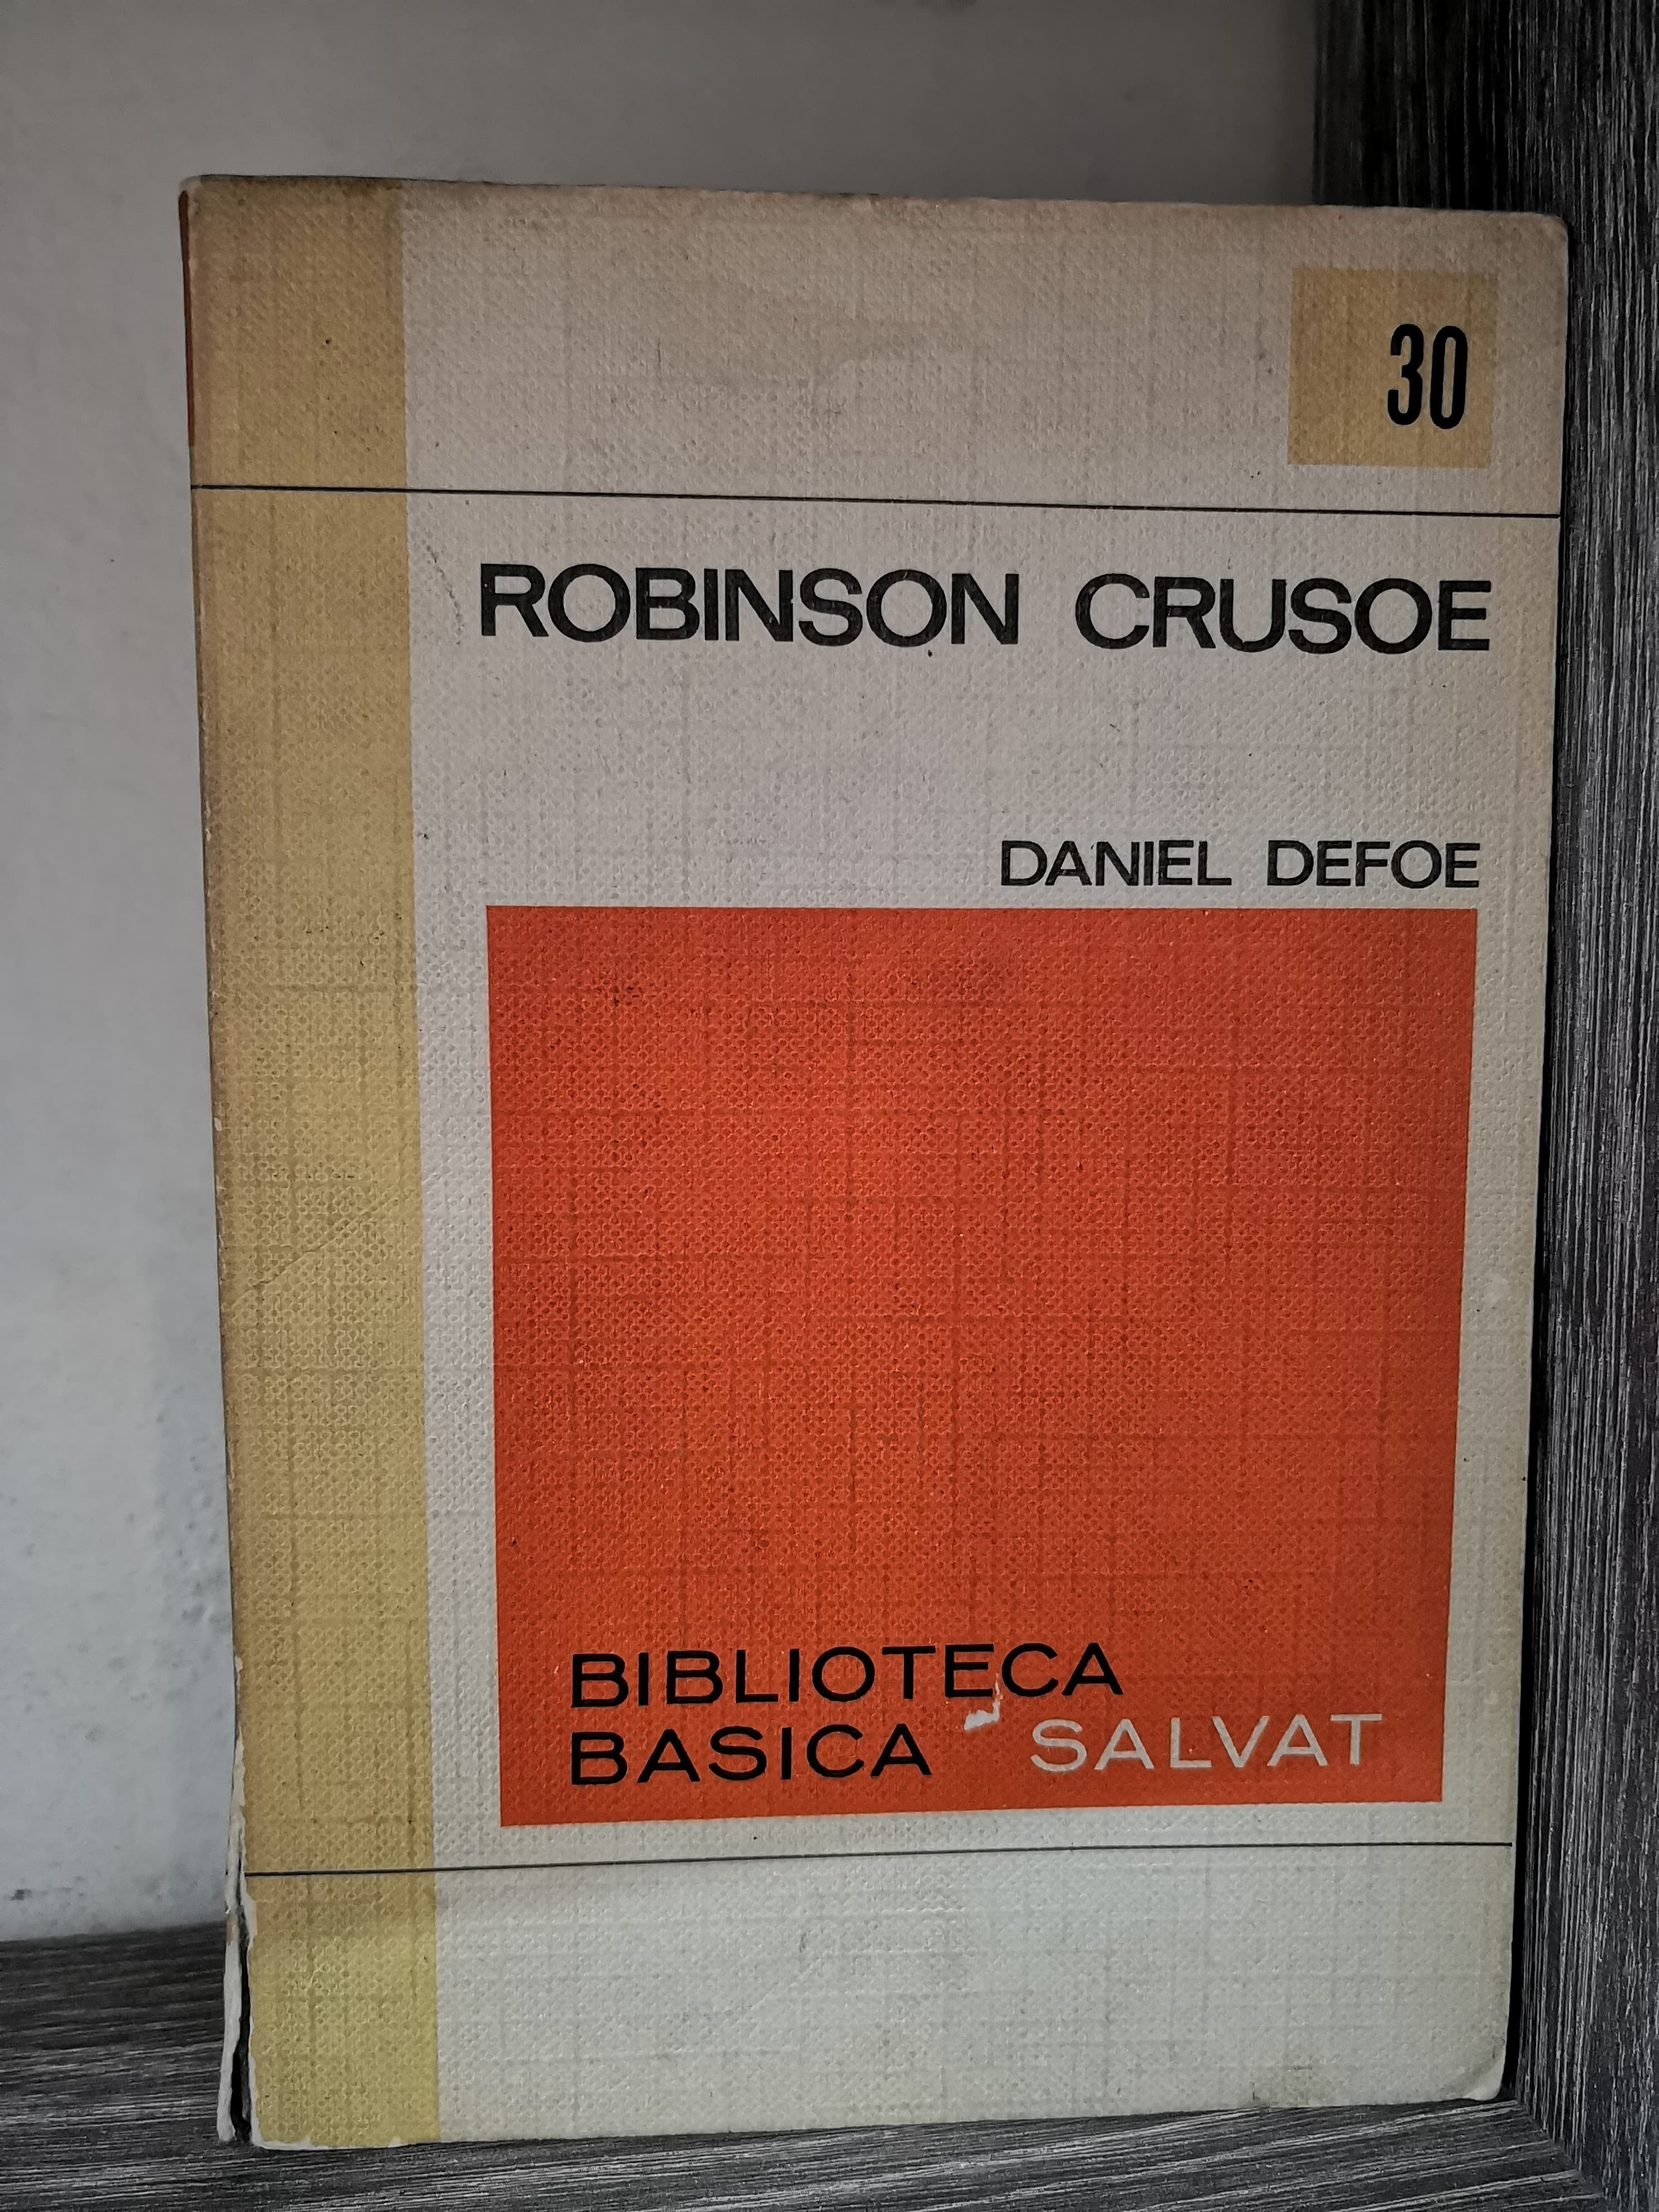 30
ROBINSON CRUSOE
DANIEL DEFOE
BIBLIOTECA
BASICA SALVAT